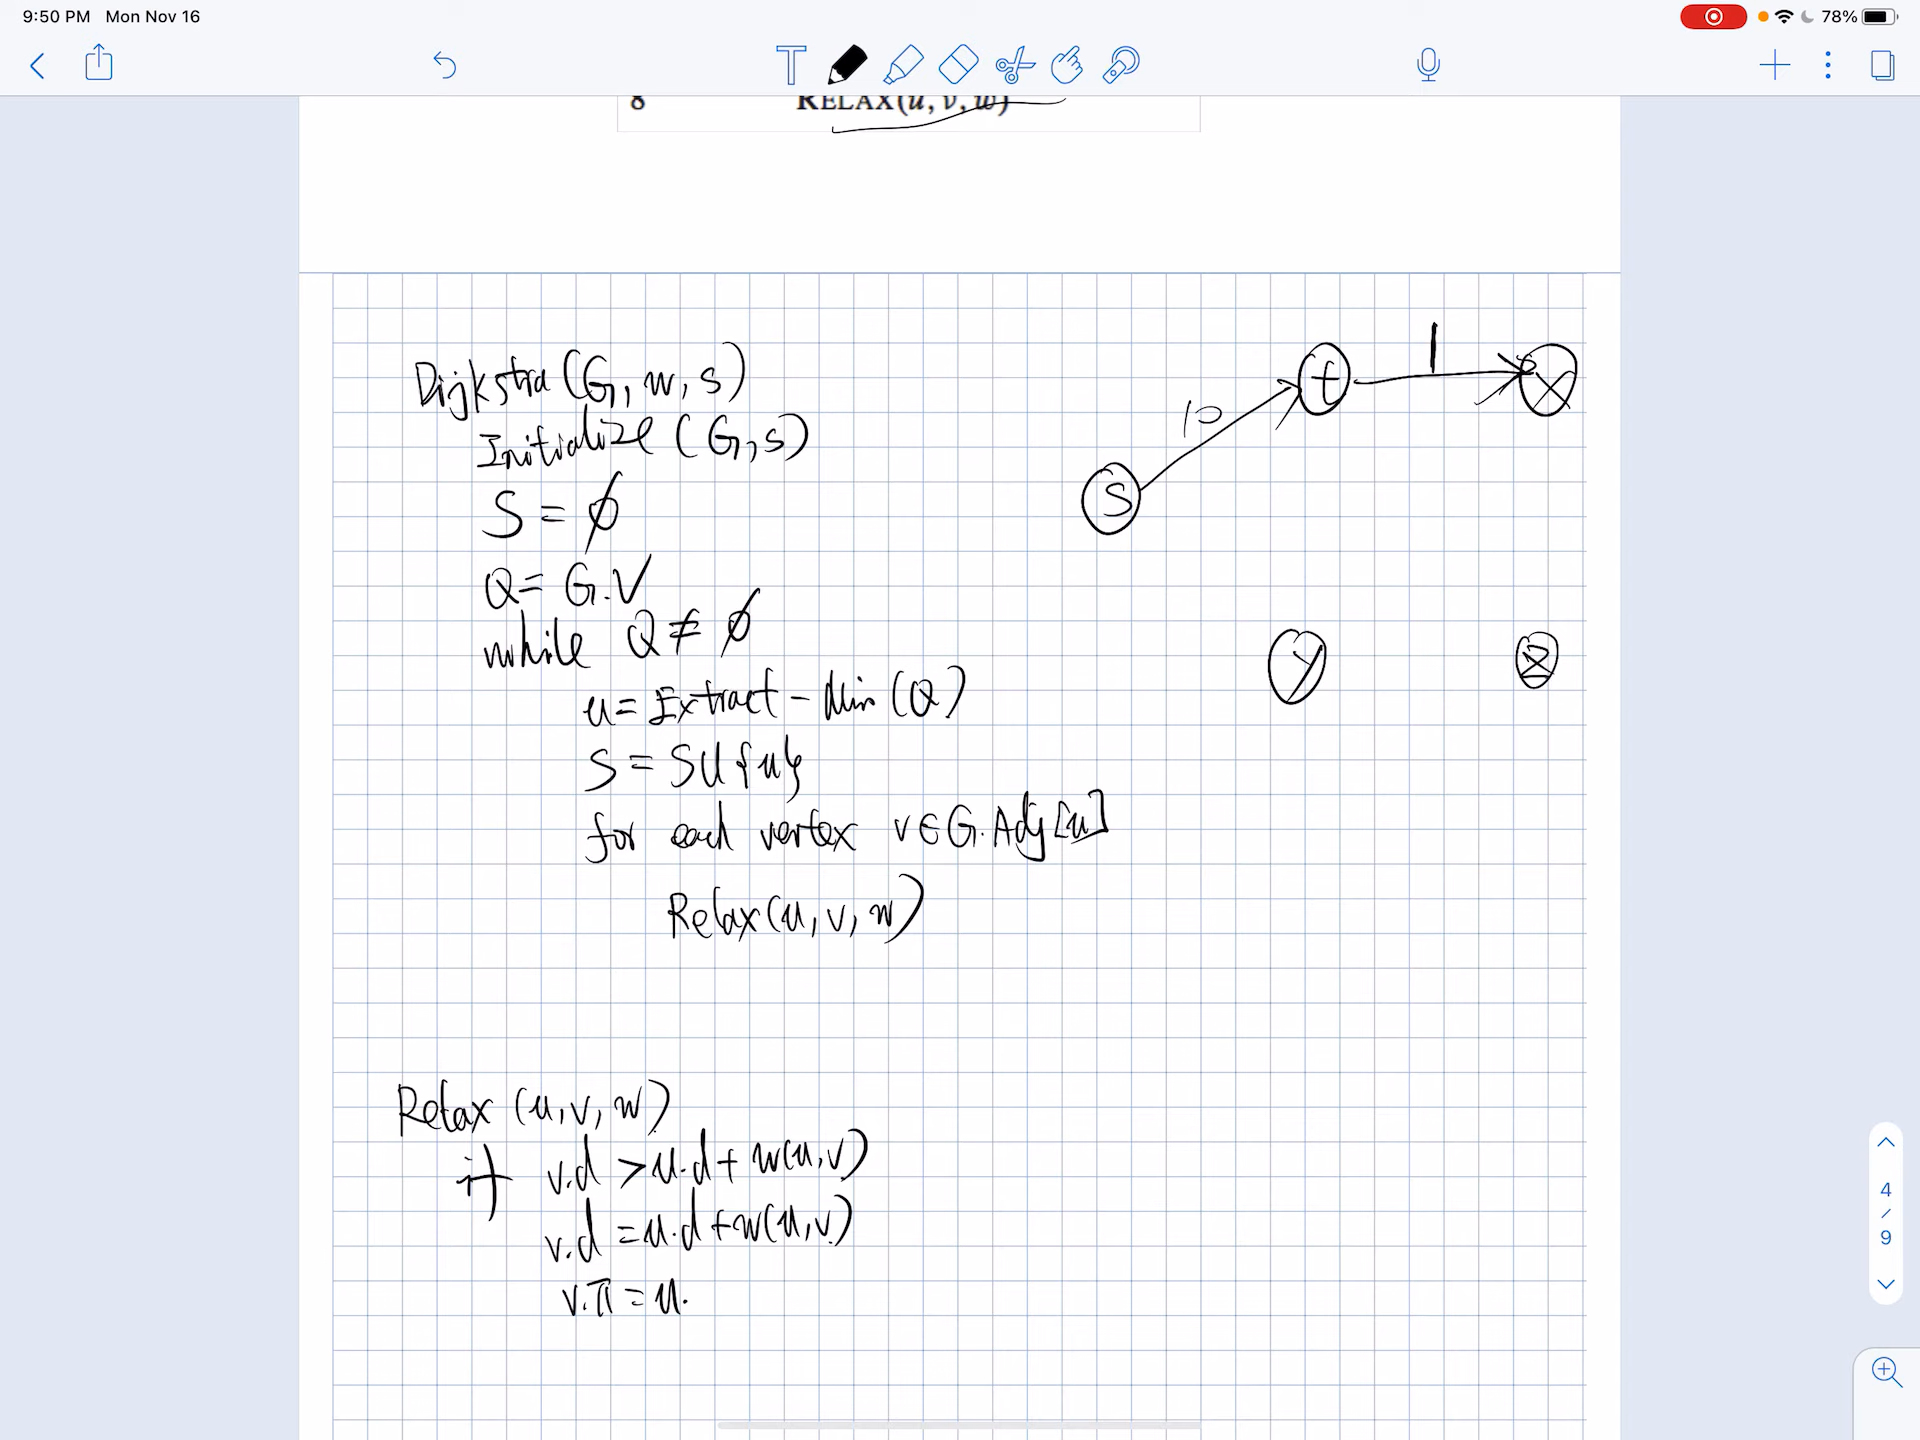 9:50 PM Mon Nov 16
78%
8 RELAX(u, v, w)
Dijkstra (G, w, s)
Initialize (G, s)
S = ∅
Q = G.V
while Q ≠ ∅
u = Extract-Min (Q)
S = S U {u}
for each vertex v ∈ G.Adj[u]
Relax(u, v, w)
Relax (u, v, w)
if v.d > u.d + w(u,v)
v.d = u.d + w(u,v)
v.π = u.
10
t
1
x
s
y
z
4
/
9